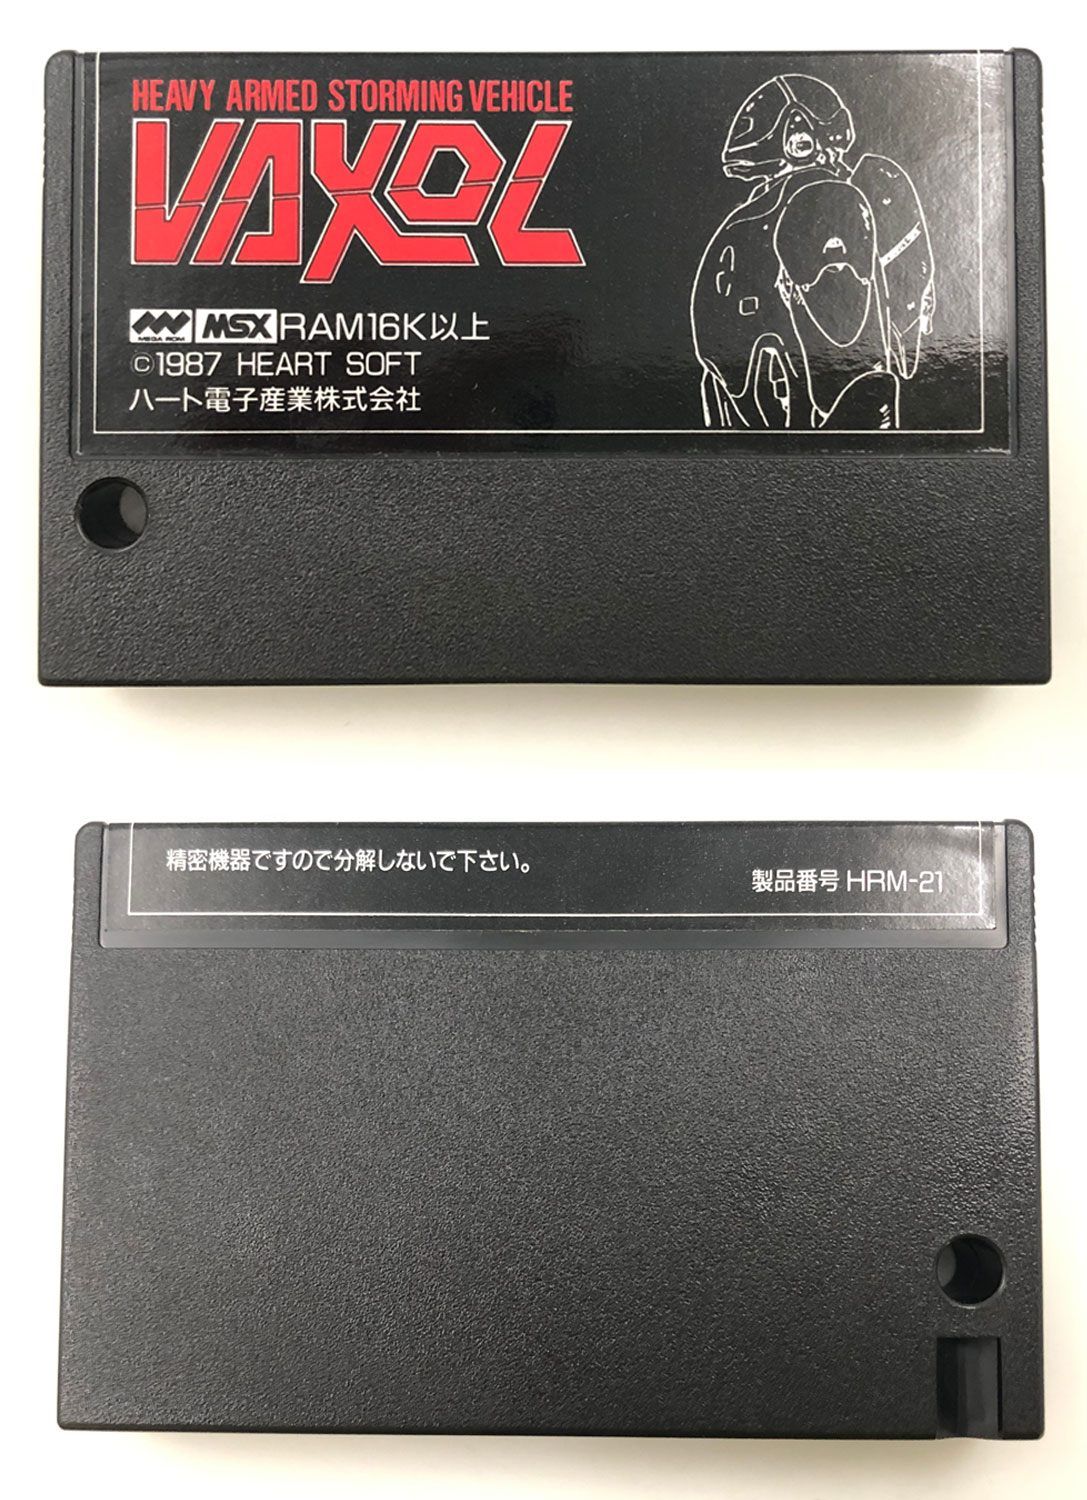 HEAVY ARMED STORMING VEHICLE
VAXOL
MEGA ROM MSX RAM16K以上
©1987 HEART SOFT
ハート電子産業株式会社
精密機器ですので分解しないで下さい。
製品番号 HRM-21